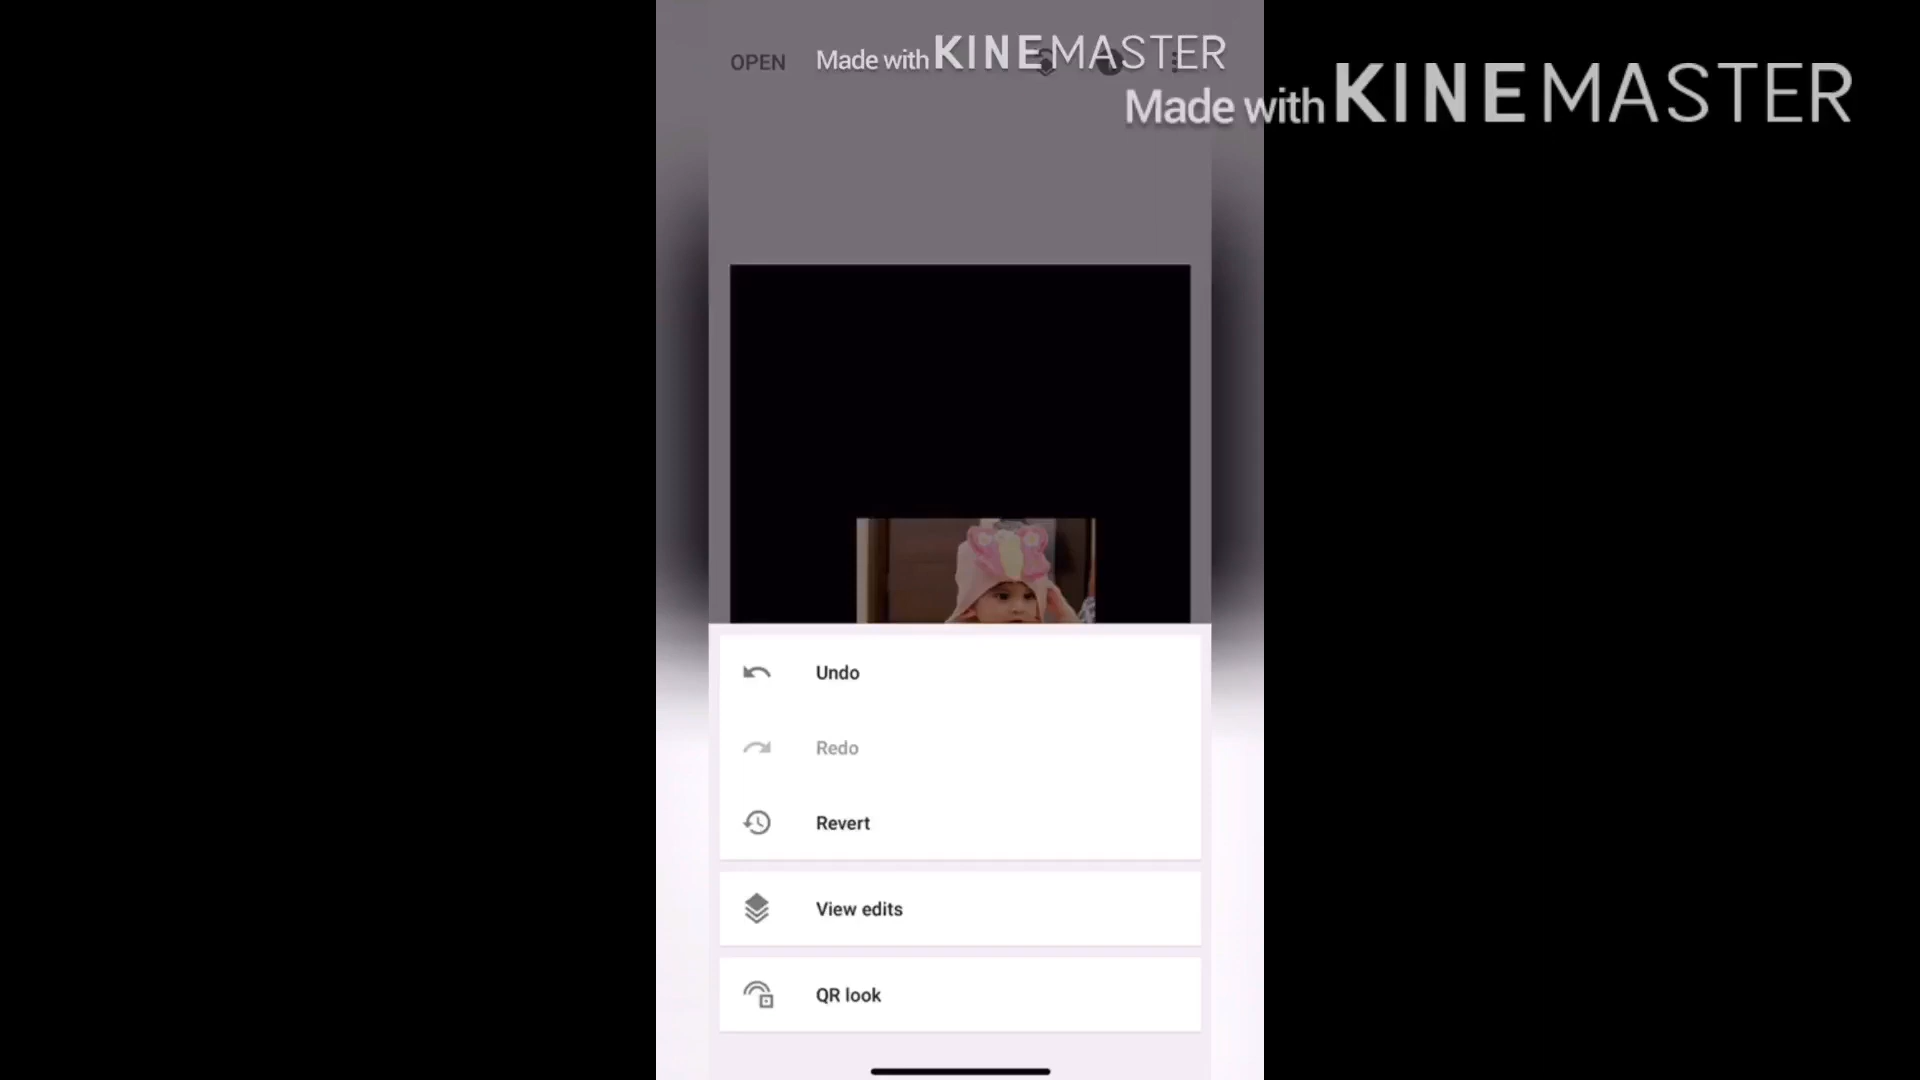 OPEN
Made with KINEMASTER
Made with KINEMASTER
Undo
Redo
Revert
View edits
QR look